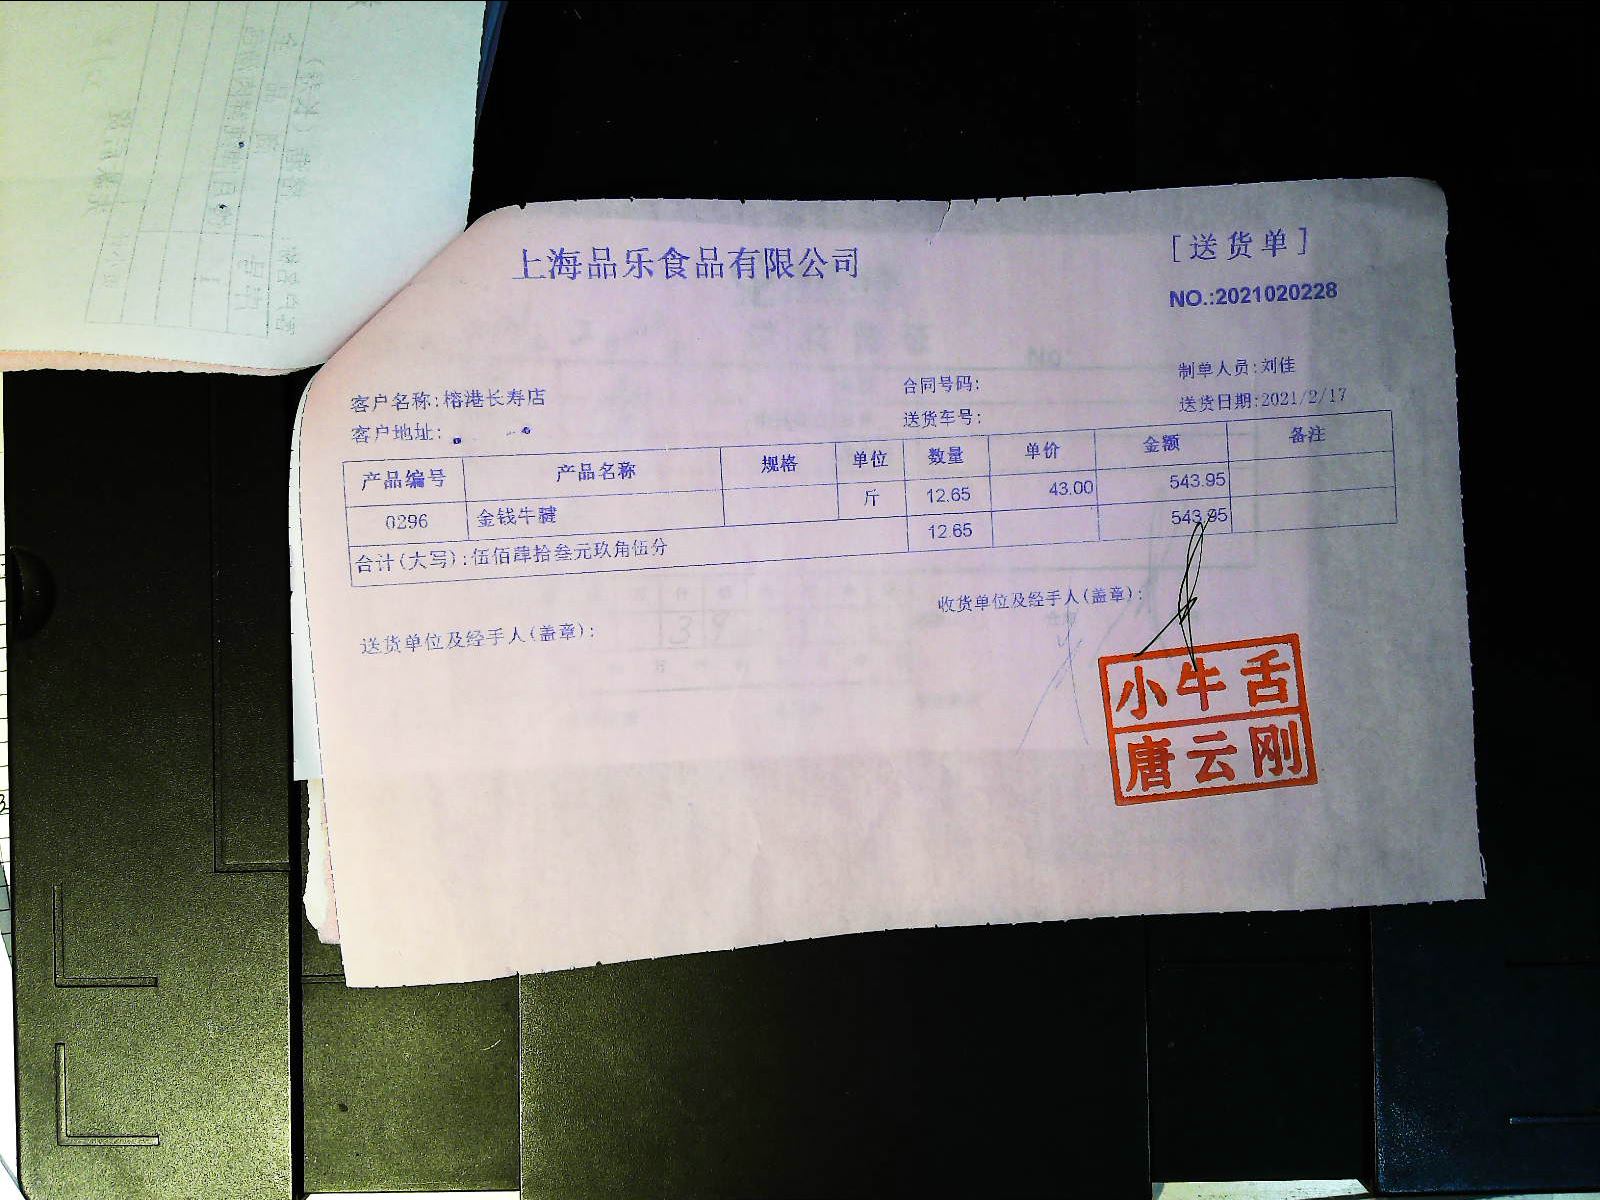 上海品乐食品有限公司
[送货单]
NO.:2021020228
客户名称:榕港长寿店
合同号码:
制单人员:刘佳
客户地址:
送货车号:
送货日期:2021/2/17
产品编号 产品名称 规格 单位 数量 单价 金额 备注
0296 金钱牛腱 斤 12.65 43.00 543.95
合计(大写):伍佰肆拾叁元玖角伍分 12.65 543.95
送货单位及经手人(盖章):
收货单位及经手人(盖章):
小牛舌
唐云刚